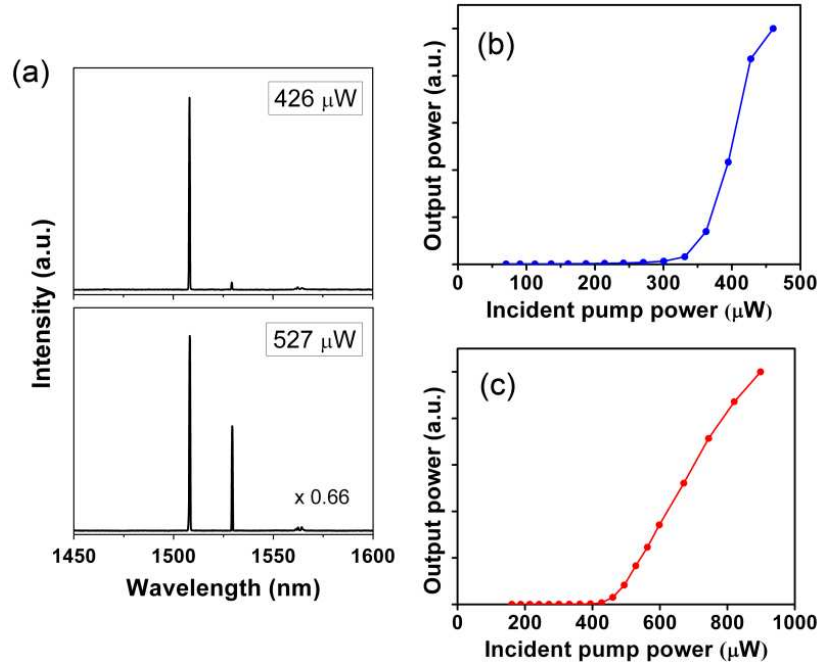 (a)
426 μW
527 μW
x 0.66
Intensity (a.u.)
1450 1500 1550 1600
Wavelength (nm)
(b)
Output power (a.u.)
0 100 200 300 400 500
Incident pump power (μW)
(c)
Output power (a.u.)
0 200 400 600 800 1000
Incident pump power (μW)